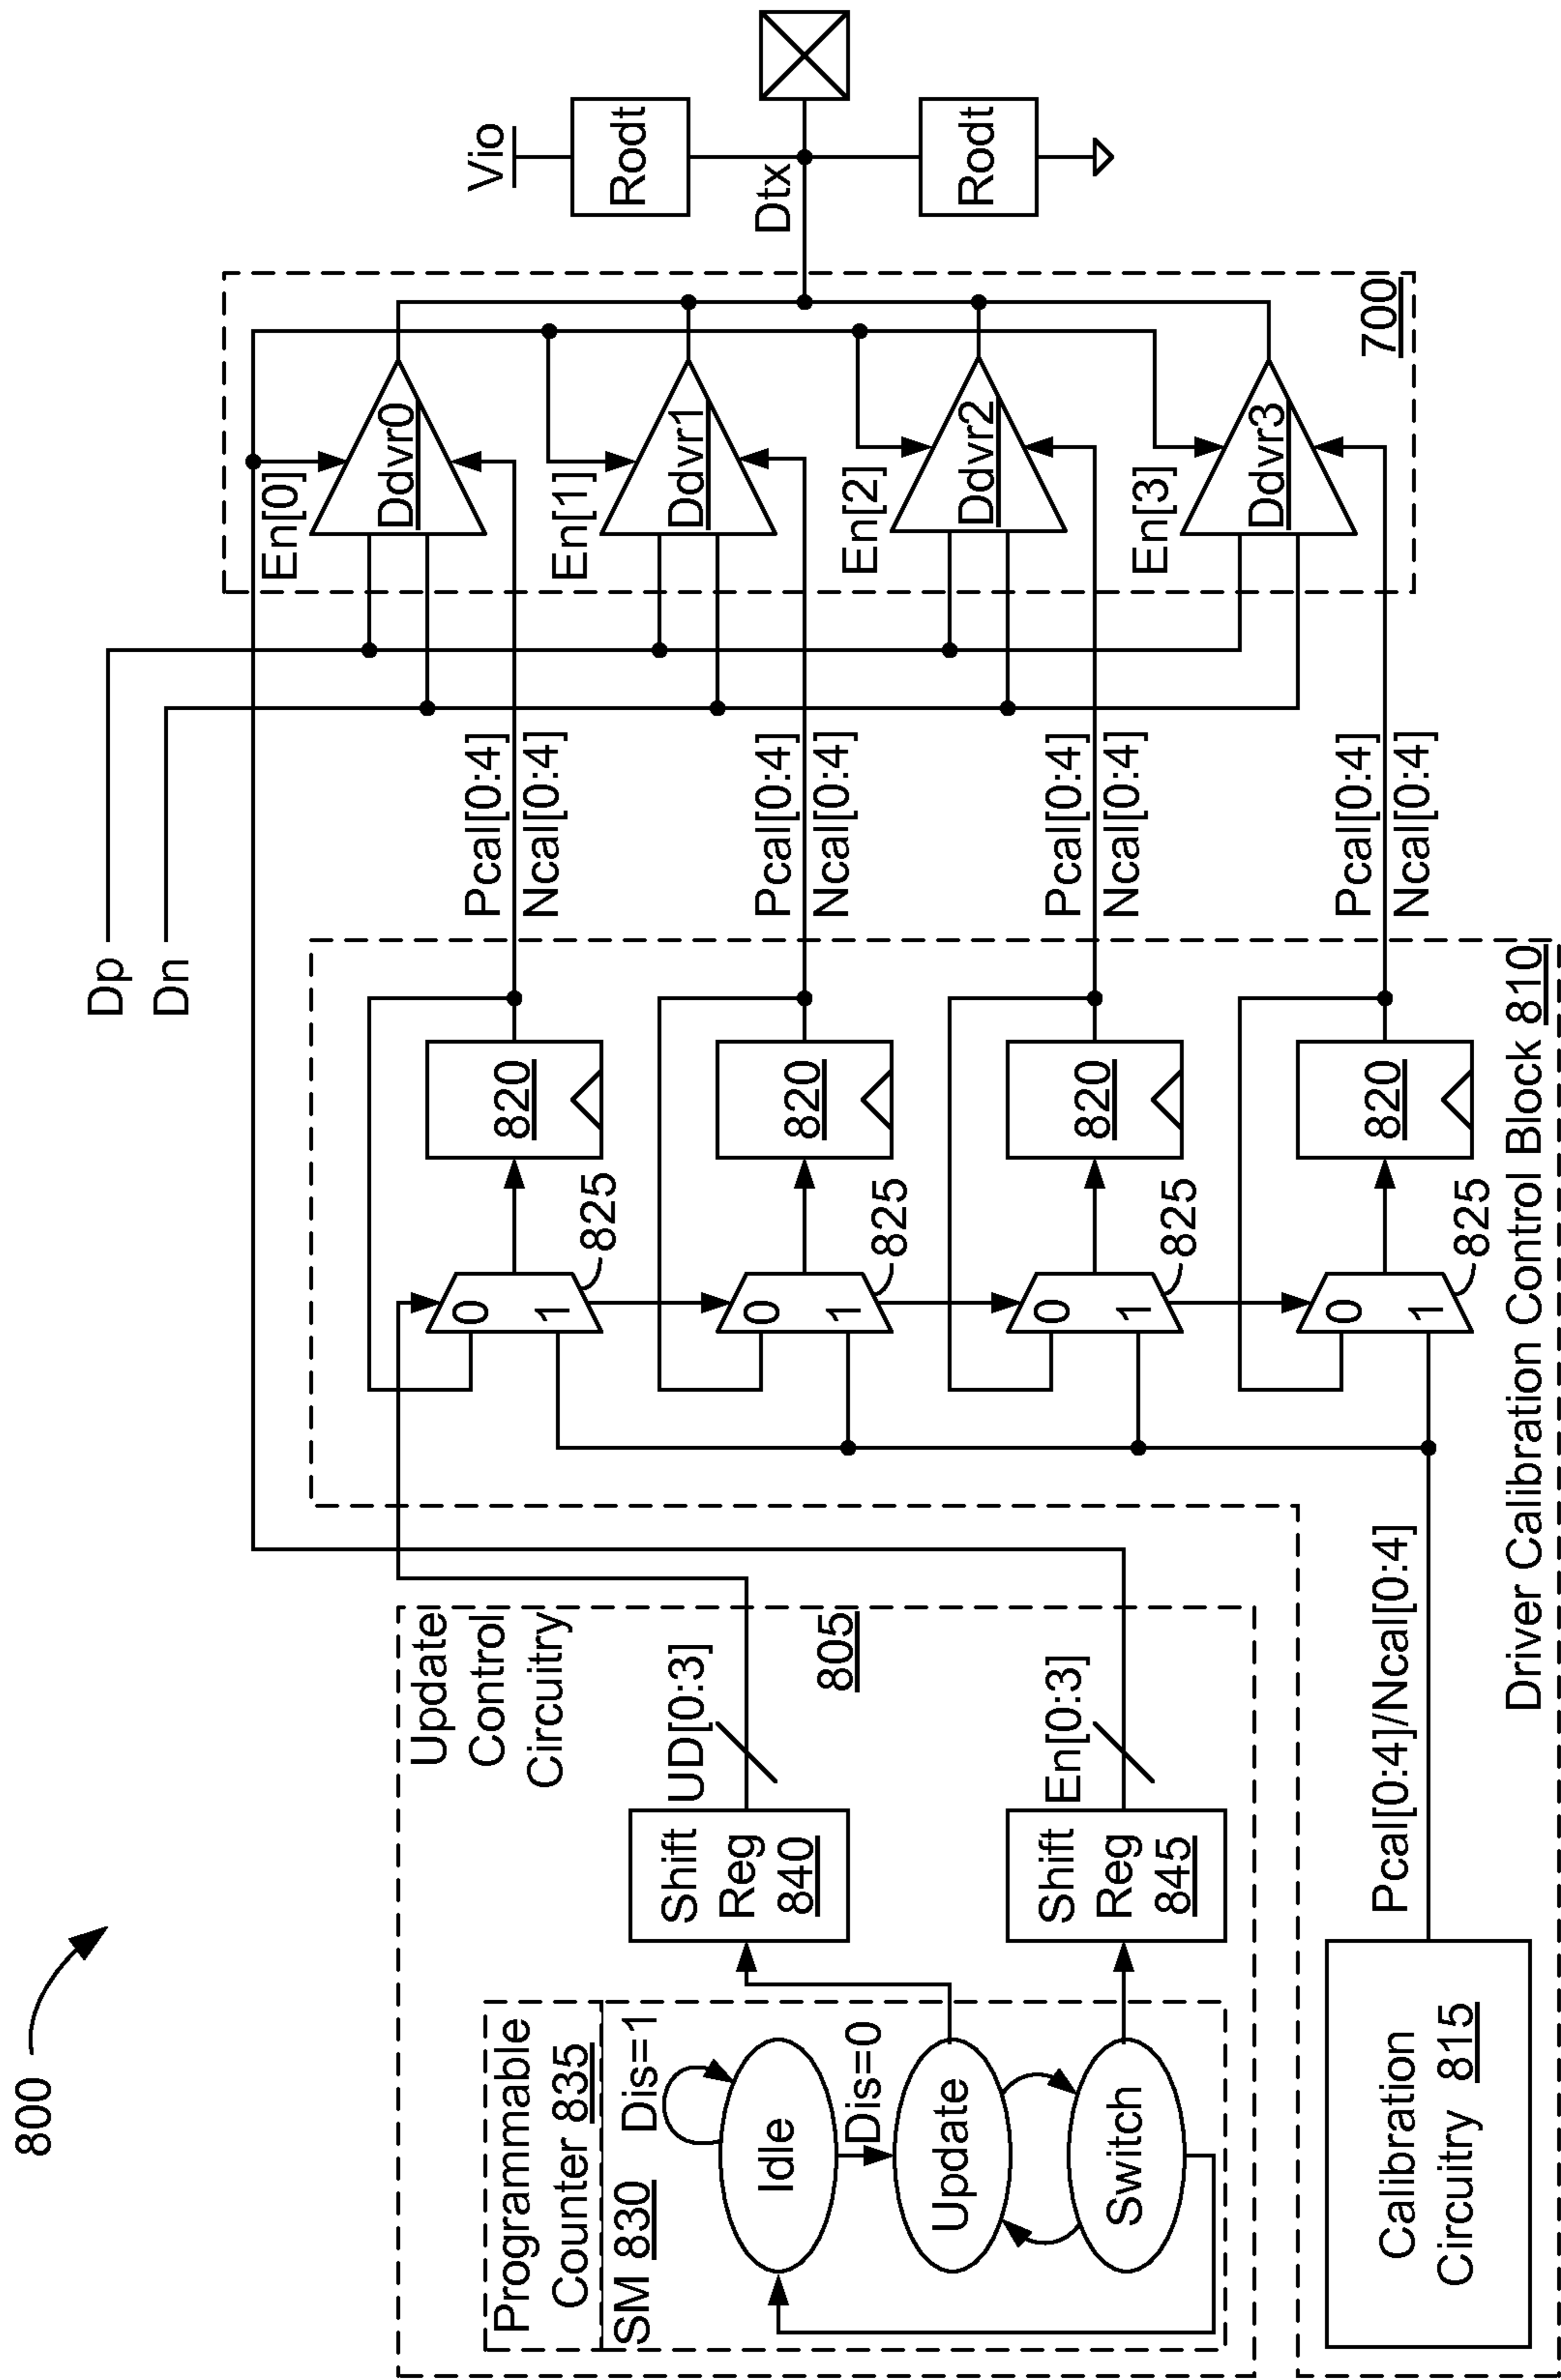 800
Programmable
Counter 835
SM 830
Dis=1
Idle
Dis=0
Update
Switch
Update
Control
Circuitry
805
Shift
Reg
840
UD[0:3]
Shift
Reg
845
En[0:3]
Calibration
Circuitry 815
Pcal[0:4]/Ncal[0:4]
Driver Calibration Control Block 810
0
1
825
820
0
1
825
820
0
1
825
820
0
1
825
820
Dp
Dn
Pcal[0:4]
Ncal[0:4]
Pcal[0:4]
Ncal[0:4]
Pcal[0:4]
Ncal[0:4]
Pcal[0:4]
Ncal[0:4]
En[0]
Ddvr0
En[1]
Ddvr1
En[2]
Ddvr2
En[3]
Ddvr3
700
Vio
Rodt
Dtx
Rodt